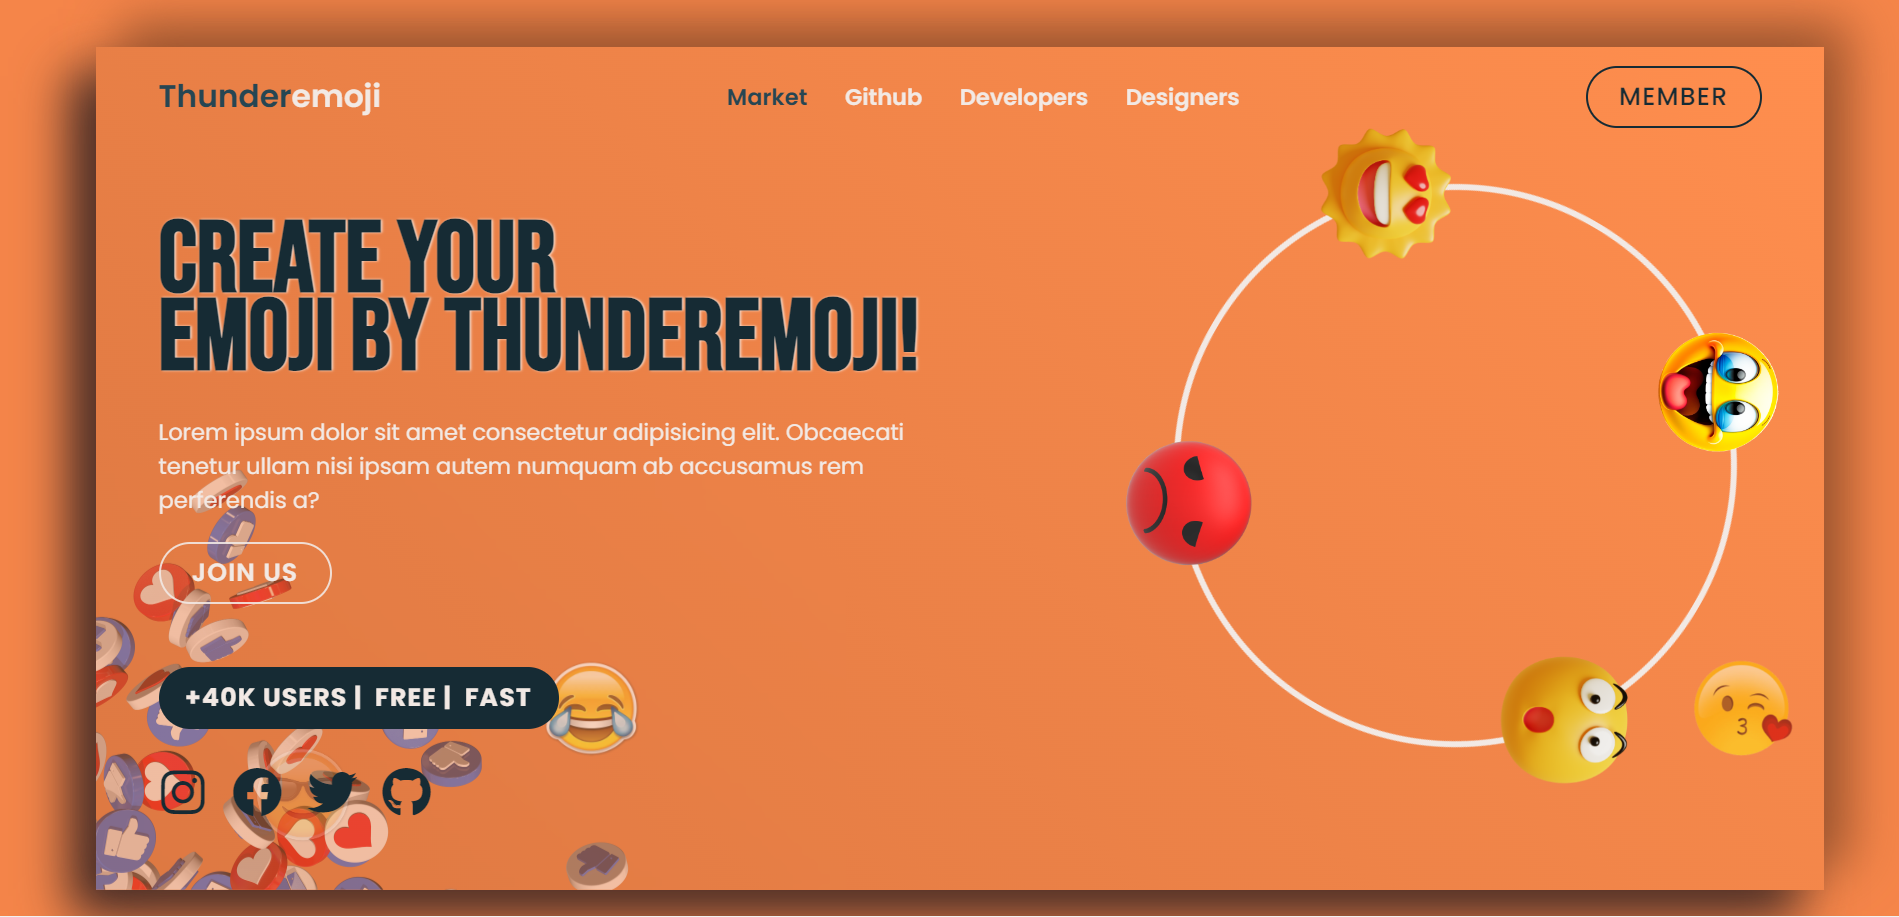 Thunderemoji
Market Github Developers Designers
MEMBER
CREATE YOUR
EMOJI BY THUNDEREMOJI!
Lorem ipsum dolor sit amet consectetur adipisicing elit. Obcaecati
tenetur ullam nisi ipsam autem numquam ab accusamus rem
perferendis a?
JOIN US
+40K USERS | FREE | FAST